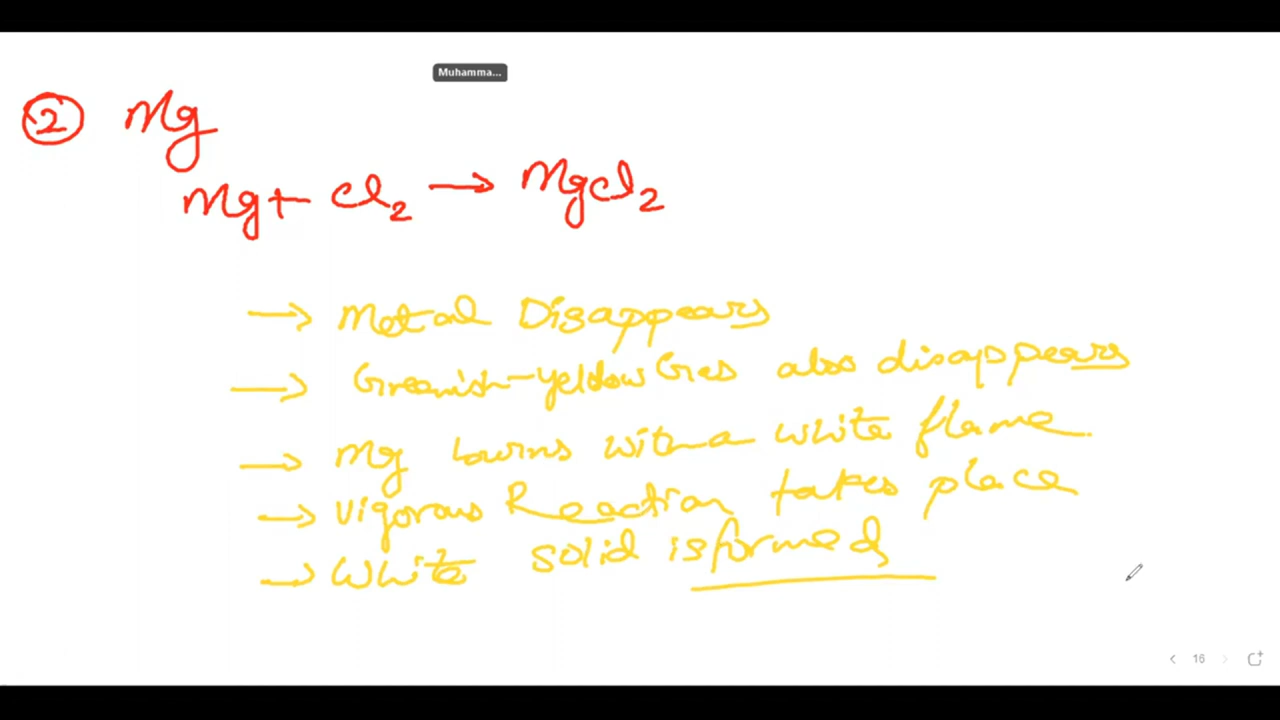 Muhamma...
2 Mg
Mg + Cl2 → MgCl2
→ Metal Disappears
→ Greenish-yellow Gas also disappears
→ Mg burns with a white flame
→ Vigorous Reaction takes place
→ White solid is formed
16